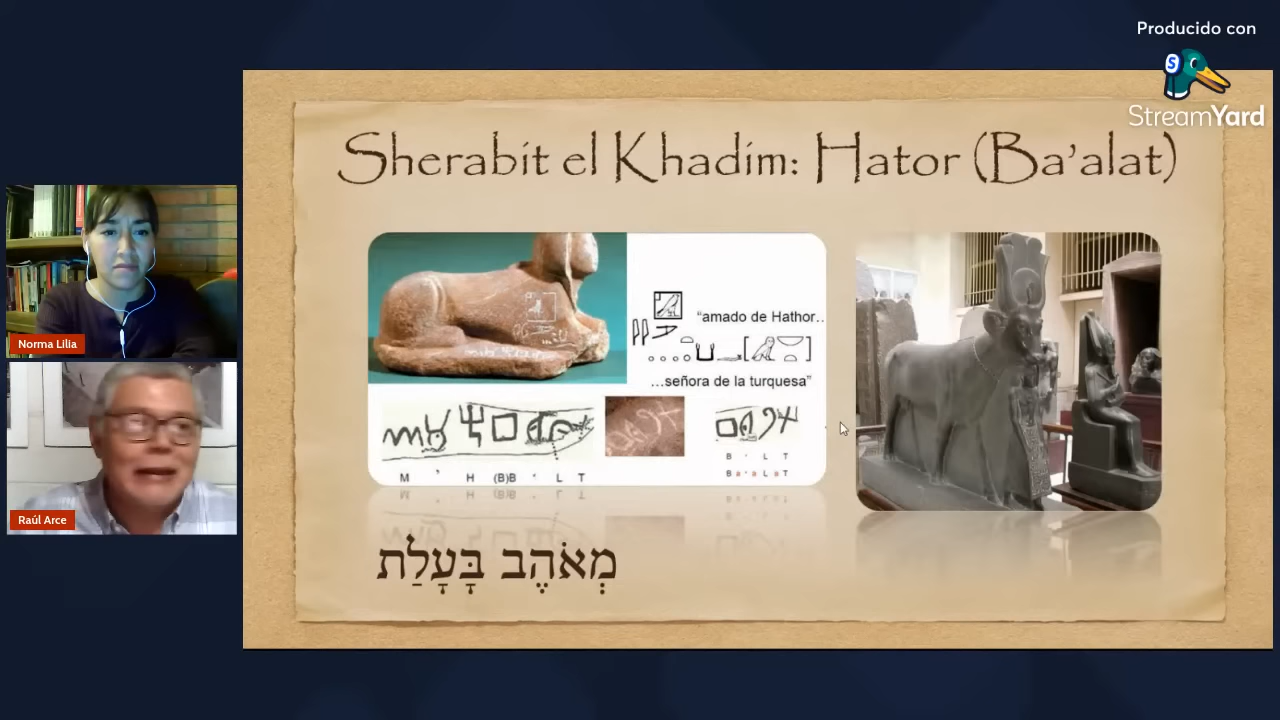 Producido con
StreamYard
Sherabit el Khadim: Hator (Ba’alat)
“amado de Hathor..
...señora de la turquesa”
M ’ H (B)B ‘ L T
B ‘ L T
B a ‘ a L a T
מְאֹהֶב בָּעָלַת
Norma Lilia
Raúl Arce